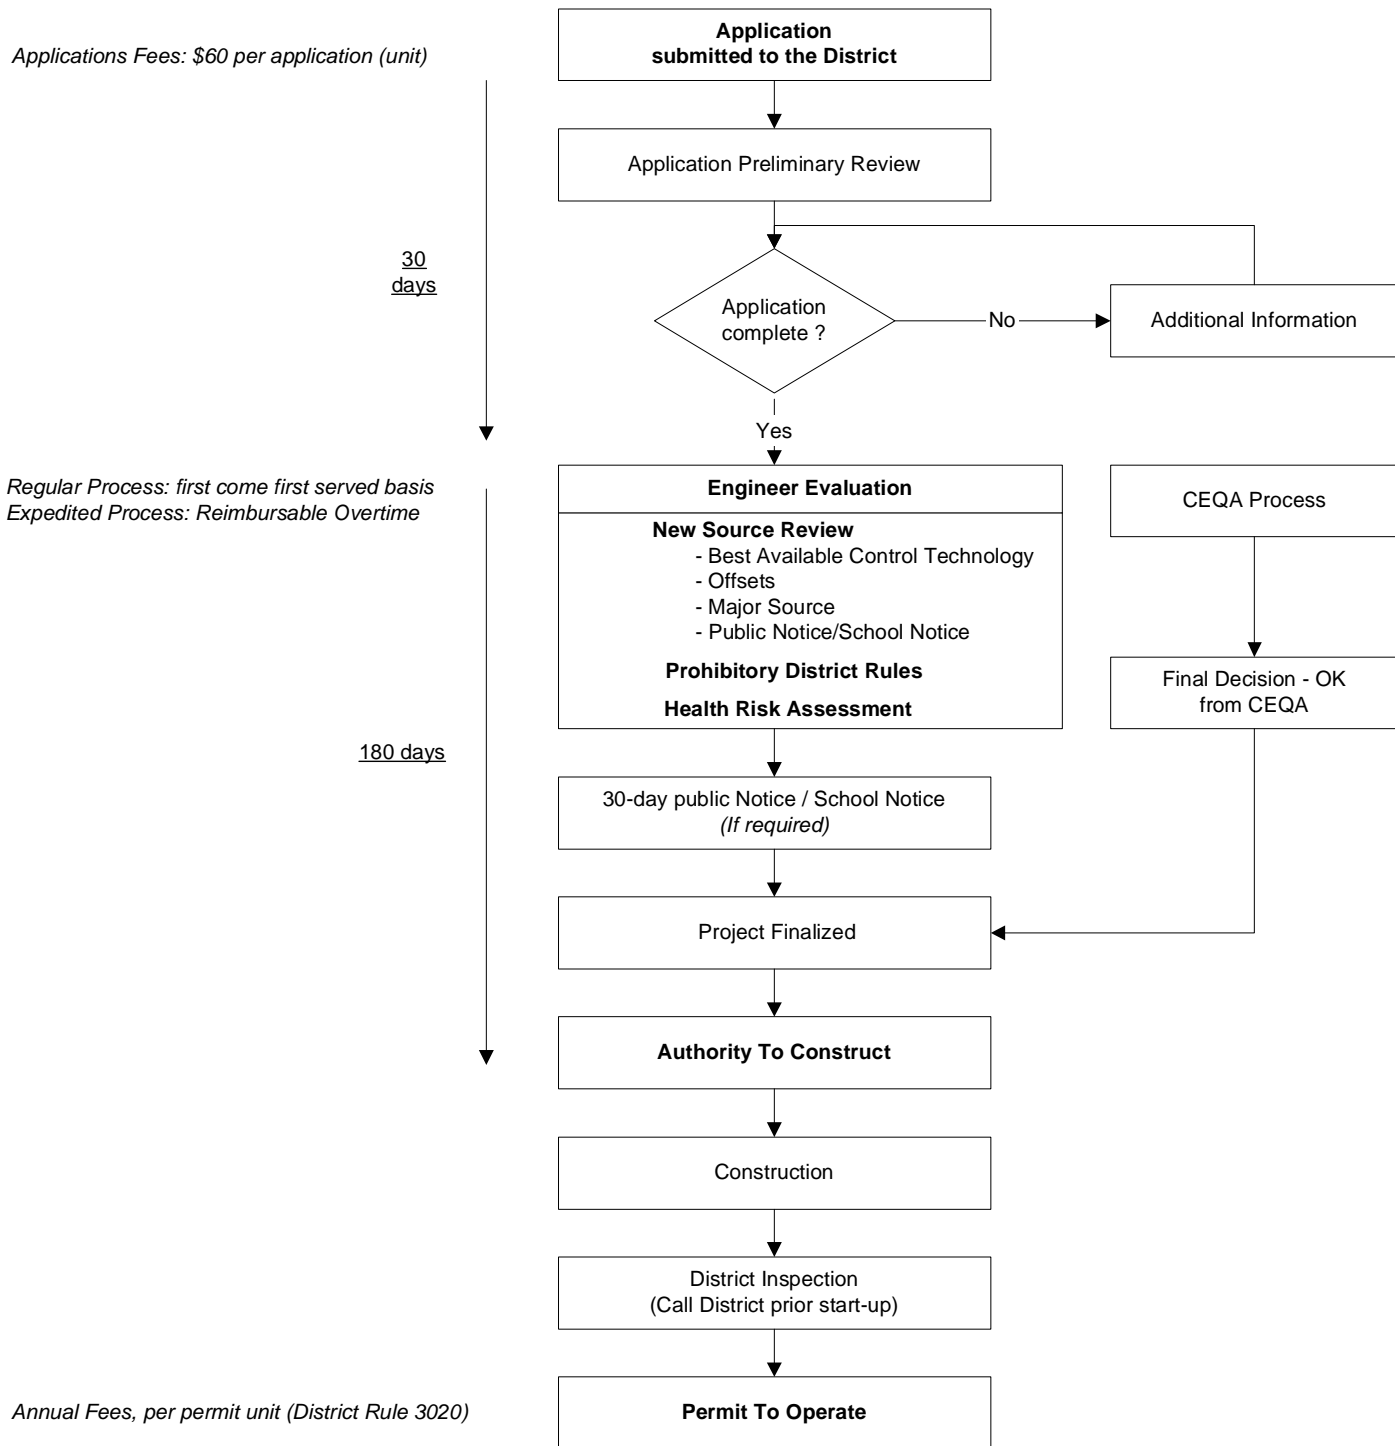 Application
submitted to the District
Applications Fees: $60 per application (unit)
Application Preliminary Review
30
days
Application
complete ?
No
Additional Information
Yes
Regular Process: first come first served basis
Expedited Process: Reimbursable Overtime
Engineer Evaluation
CEQA Process
New Source Review
- Best Available Control Technology
- Offsets
- Major Source
- Public Notice/School Notice
Prohibitory District Rules
Health Risk Assessment
Final Decision - OK
from CEQA
180 days
30-day public Notice / School Notice
(If required)
Project Finalized
Authority To Construct
Construction
District Inspection
(Call District prior start-up)
Annual Fees, per permit unit (District Rule 3020)
Permit To Operate